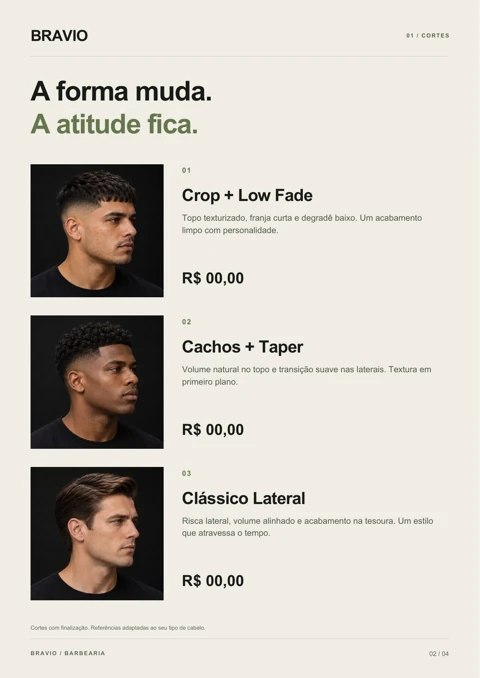 BRAVIO
01 / CORTES
A forma muda.
A atitude fica.
01
Crop + Low Fade
Topo texturizado, franja curta e degradê baixo. Um acabamento
limpo com personalidade.
R$ 00,00
02
Cachos + Taper
Volume natural no topo e transição suave nas laterais. Textura em
primeiro plano.
R$ 00,00
03
Clássico Lateral
Risca lateral, volume alinhado e acabamento na tesoura. Um estilo
que atravessa o tempo.
R$ 00,00
Cortes com finalização. Referências adaptadas ao seu tipo de cabelo.
BRAVIO / BARBEARIA
02 / 04